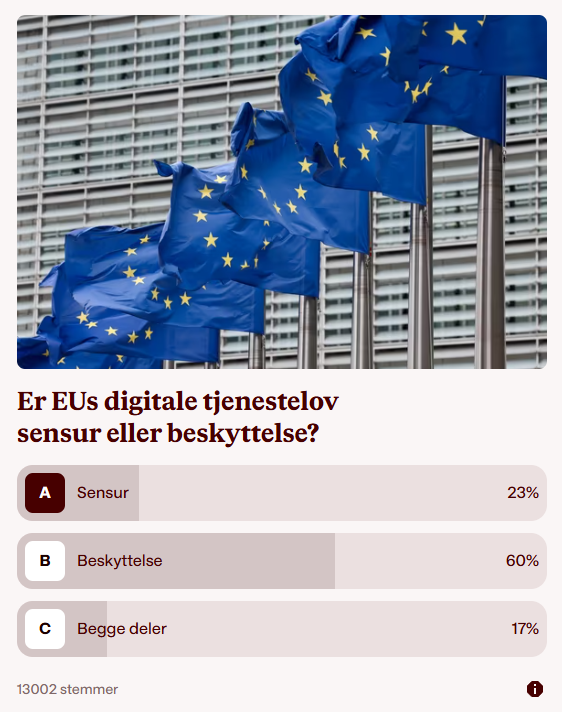 Er EUs digitale tjenestelov
sensur eller beskyttelse?
A Sensur 23%
B Beskyttelse 60%
C Begge deler 17%
13002 stemmer